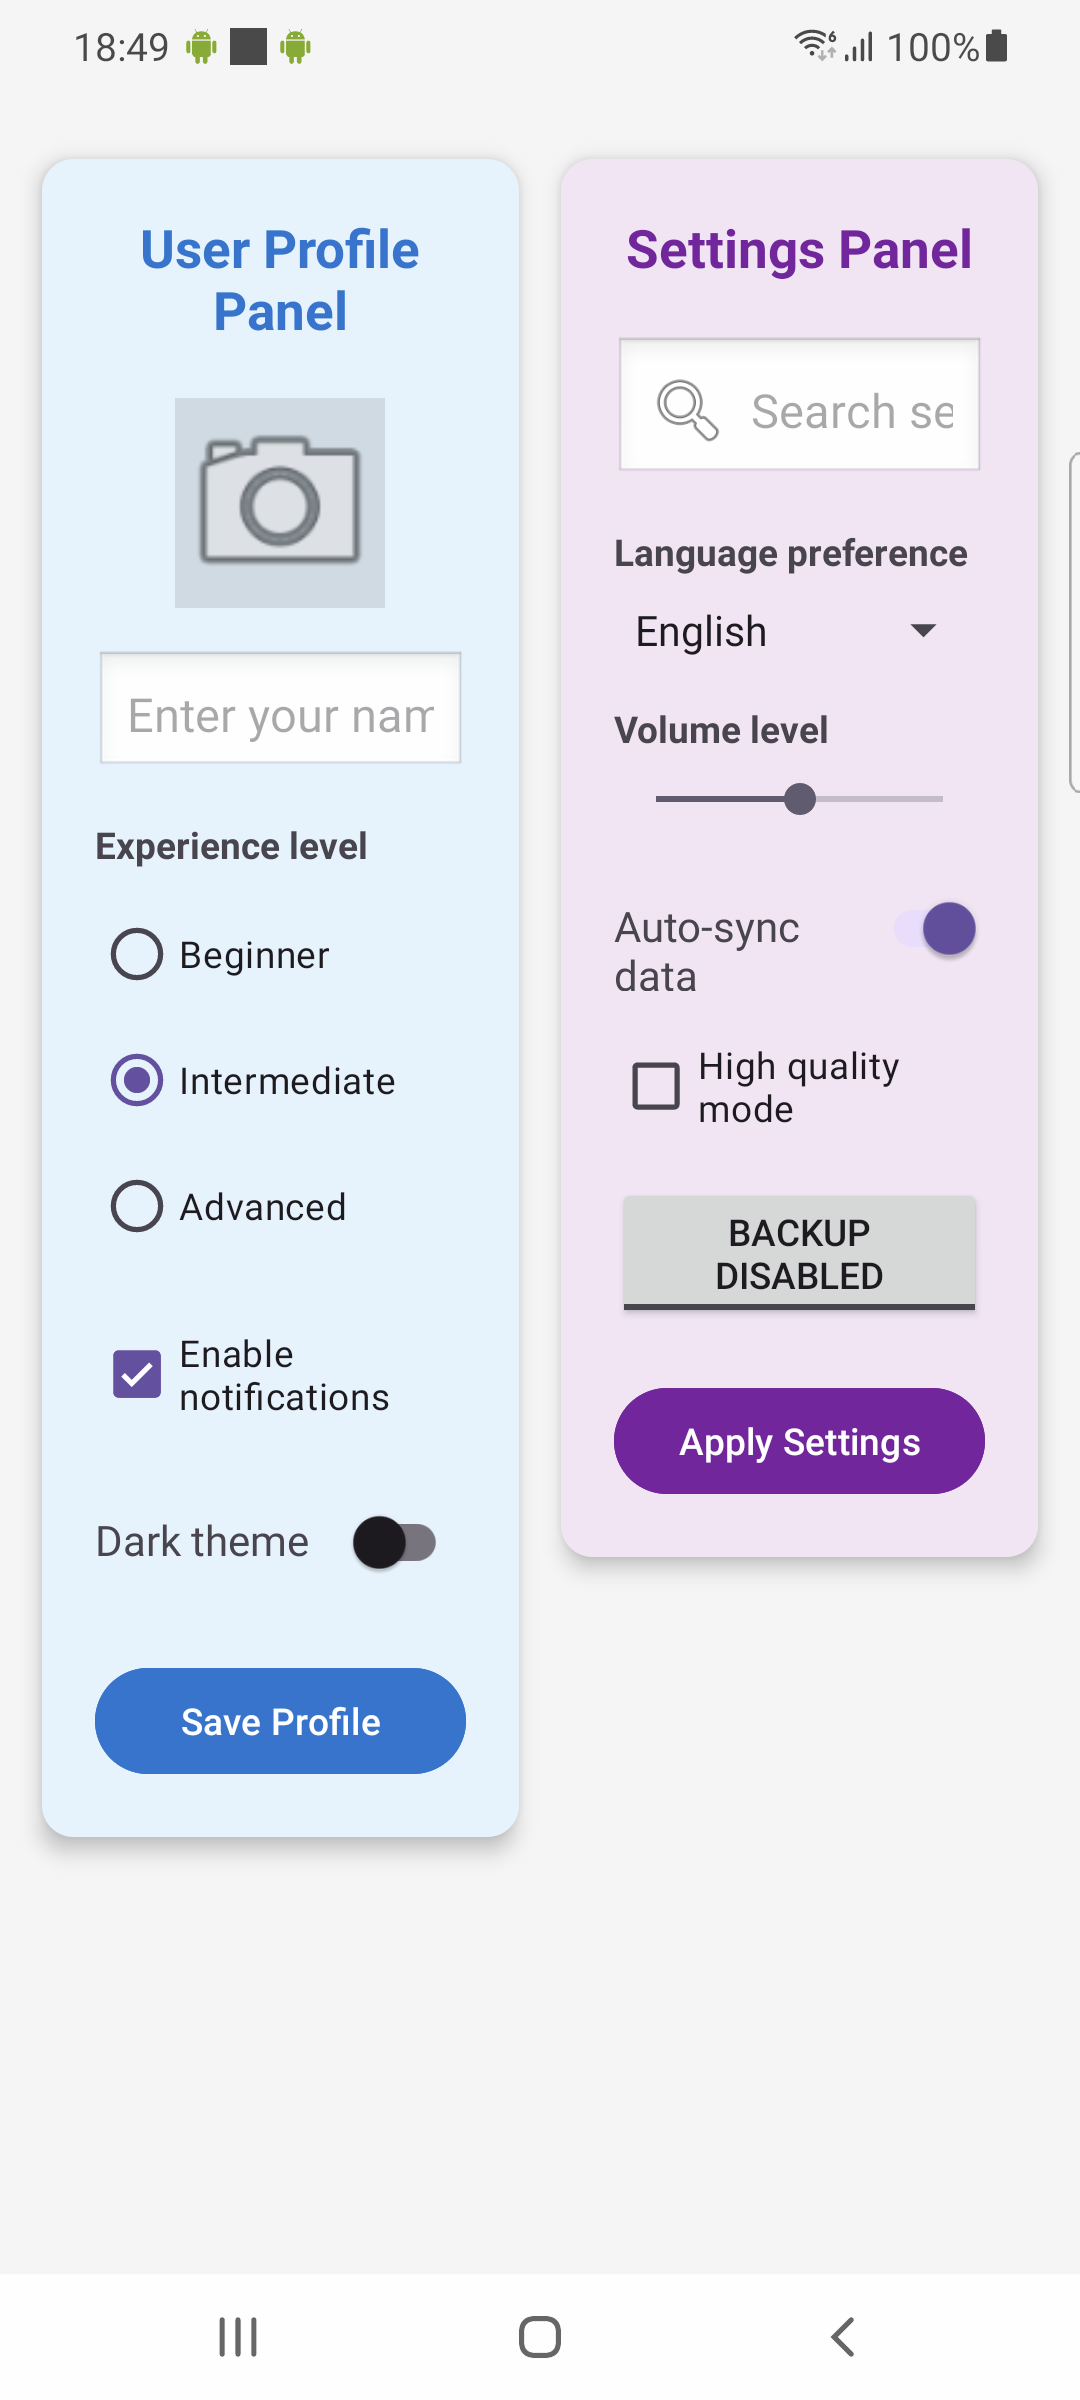 18:49
100%
User Profile
Panel
Enter your nam
Experience level
Beginner
Intermediate
Advanced
Enable
notifications
Dark theme
Save Profile
Settings Panel
Search se
Language preference
English
Volume level
Auto-sync
data
High quality
mode
BACKUP
DISABLED
Apply Settings